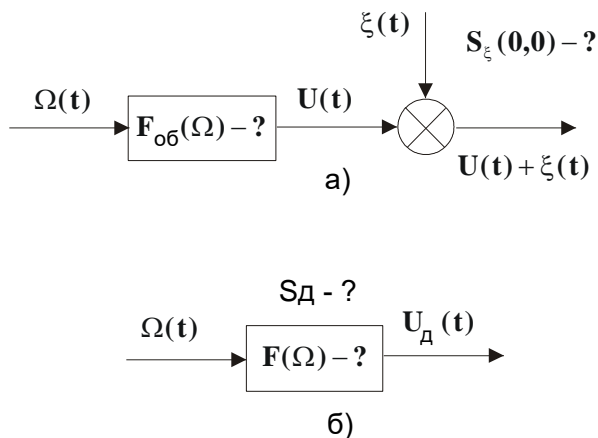 ξ(t)
S_ξ(0,0) – ?
Ω(t)
F_об(Ω) – ?
U(t)
U(t) + ξ(t)
а)
Sд - ?
Ω(t)
F(Ω) – ?
U_д (t)
б)